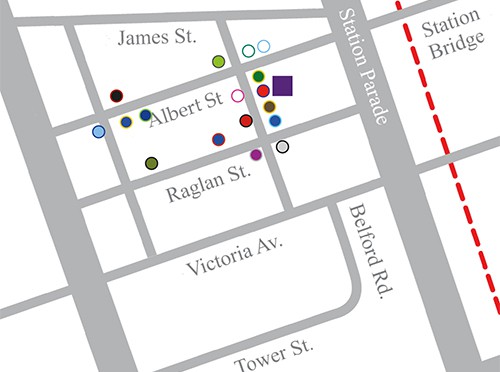 James St.
Station Parade
Station
Bridge
Albert St
Raglan St.
Victoria Av.
Belford Rd.
Tower St.